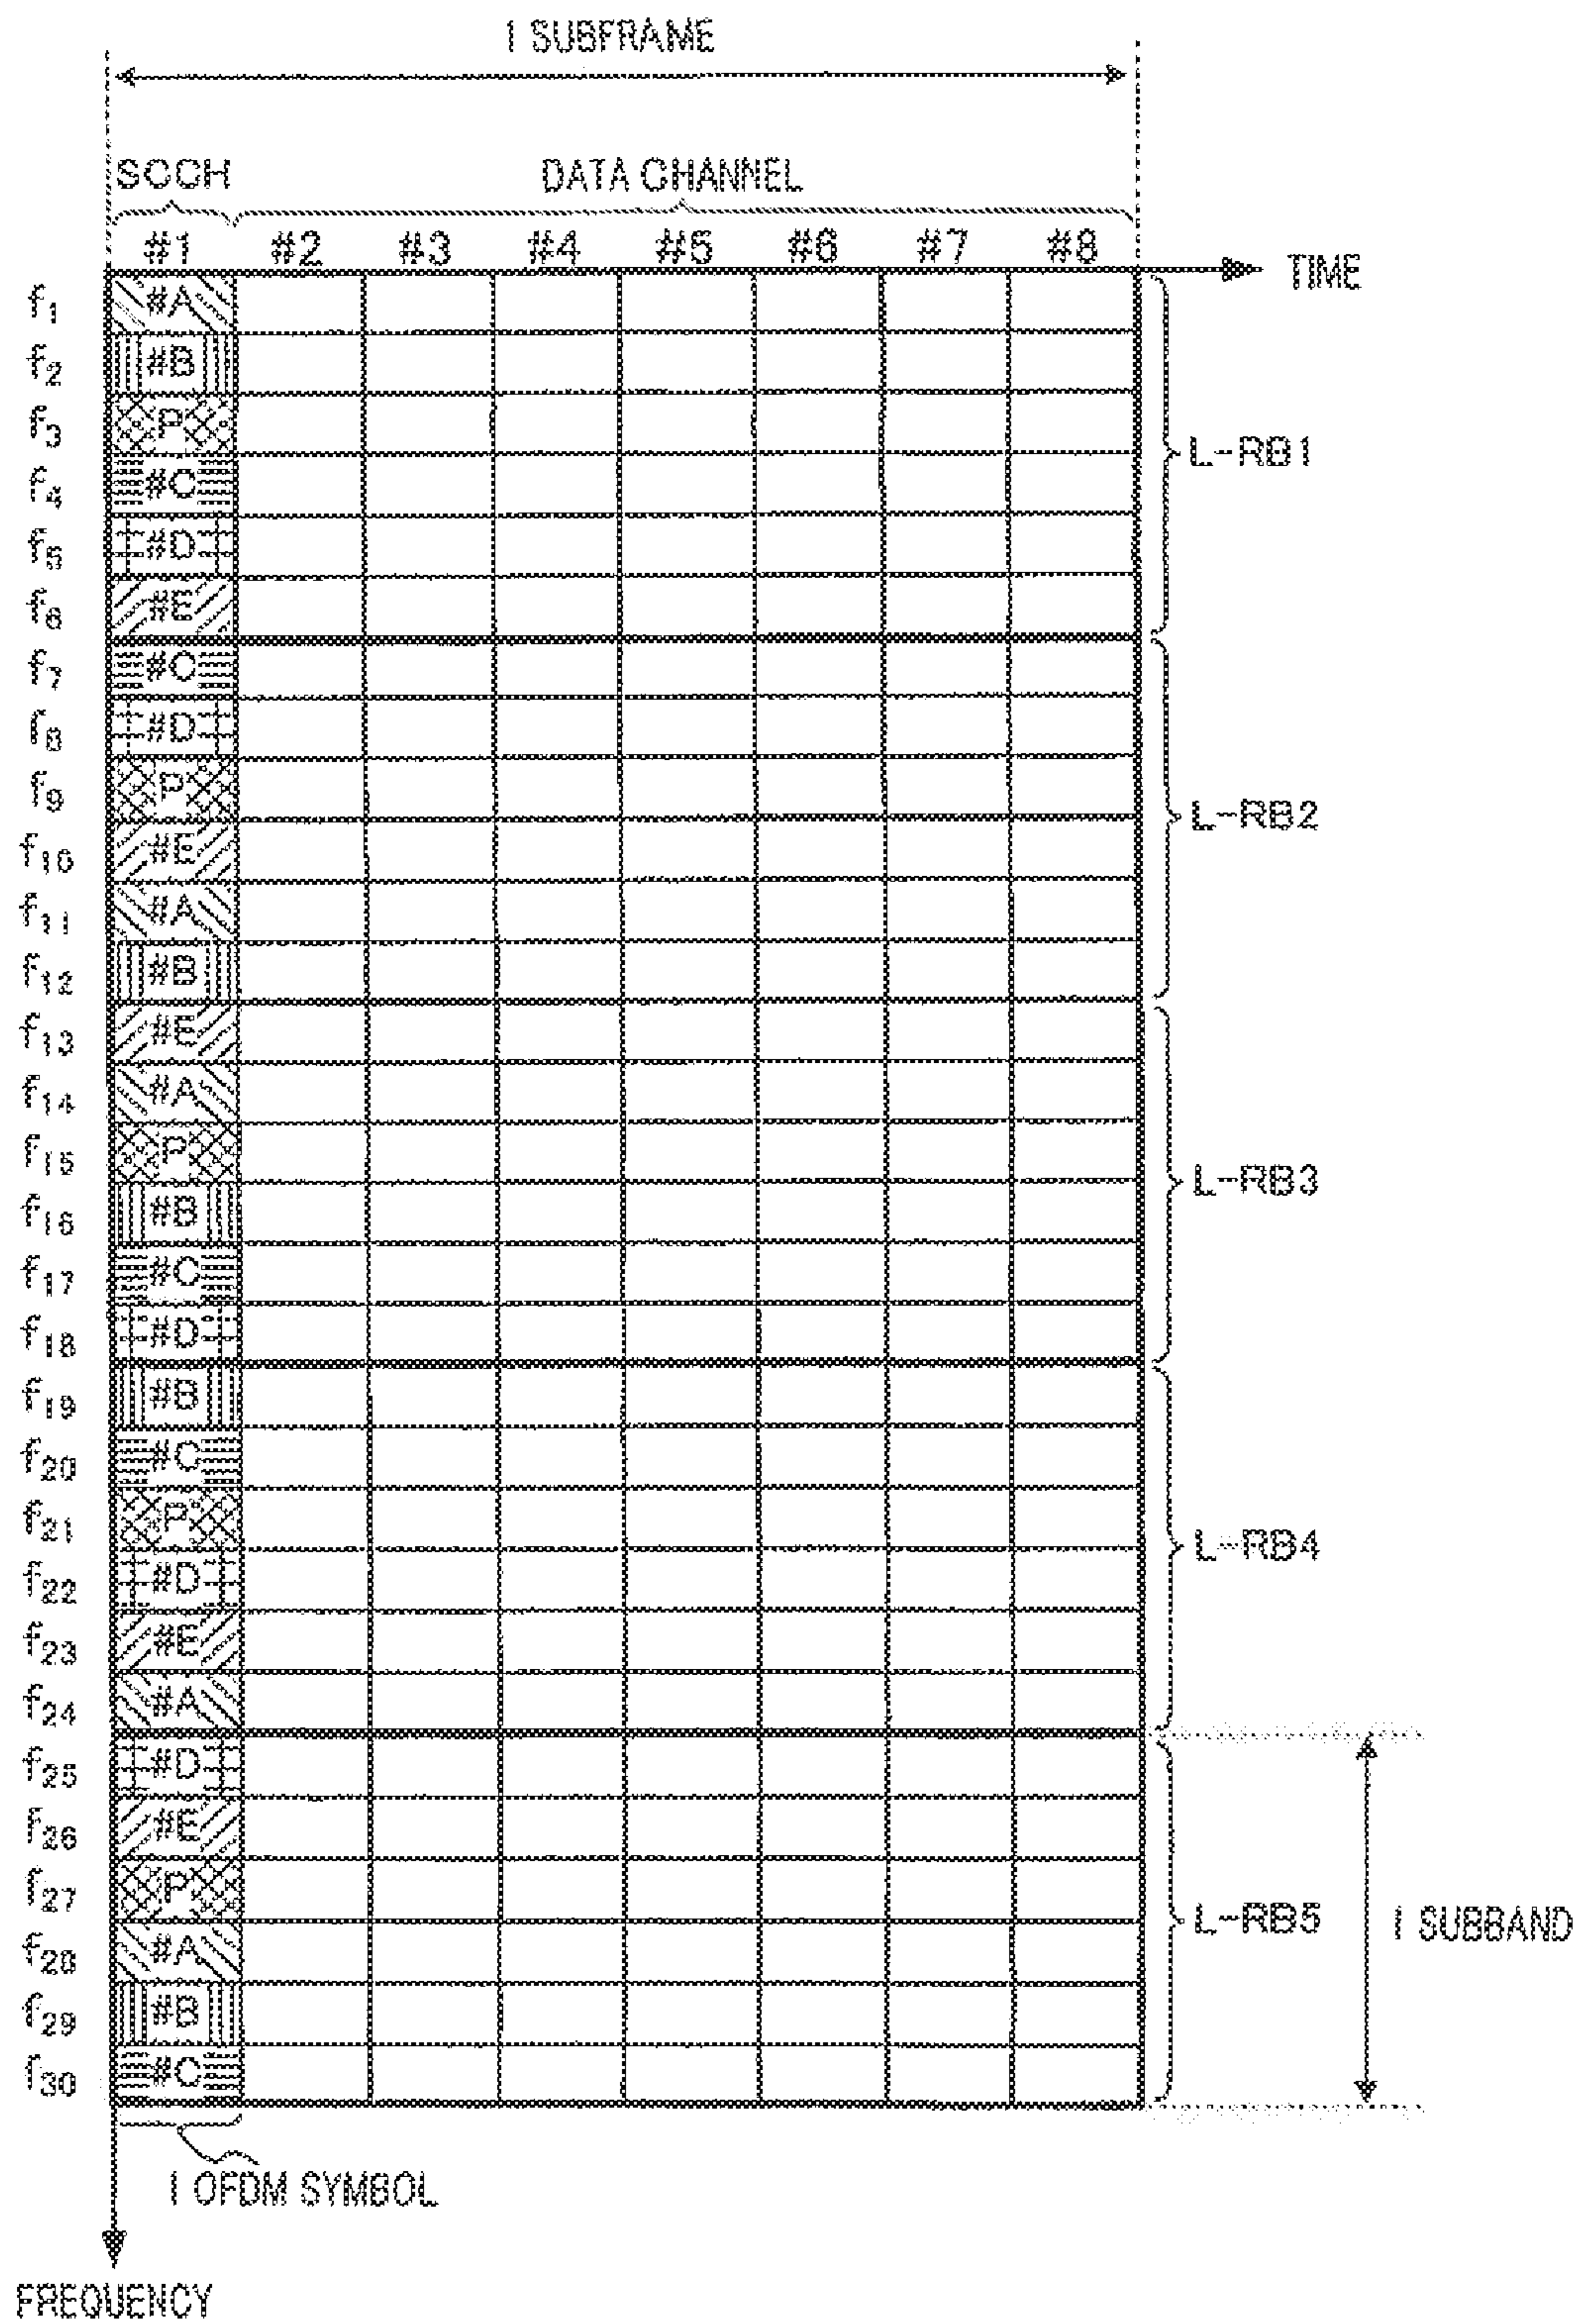 1 SUBFRAME
SCCH DATA CHANNEL
#1 #2 #3 #4 #5 #6 #7 #8
TIME
f1 #A
f2 #B
f3 P
f4 #C
L-RB1
f5 #D
f6 #E
f7 #C
f8 #D
f9 P
L-RB2
f10 #E
f11 #A
f12 #B
f13 #E
f14 #A
f15 P
L-RB3
f16 #B
f17 #C
f18 #D
f19 #B
f20 #C
f21 P
L-RB4
f22 #D
f23 #E
f24 #A
f25 #D
f26 #E
f27 P
L-RB5 1 SUBBAND
f28 #A
f29 #B
f30 #C
1 OFDM SYMBOL
FREQUENCY